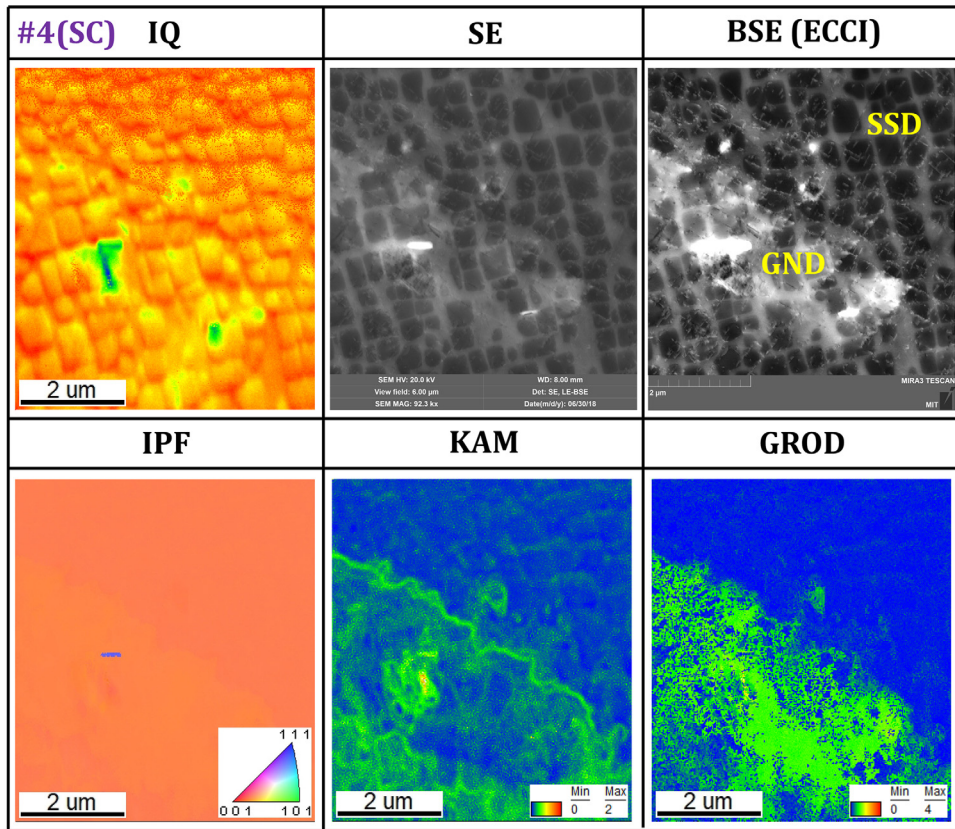 #4(SC) IQ
SE
BSE (ECCI)
SSD
GND
2 um
SEM HV: 20.0 kV
WD: 8.00 mm
View field: 6.00 µm
Det: SE, LE-BSE
SEM MAG: 92.3 kx
Date(m/d/y): 06/30/18
MIRA3 TESCAN
2 µm
MIT
IPF
KAM
GROD
1 1 1
0 0 1
1 0 1
2 um
2 um
Min Max
0 2
2 um
Min Max
0 4